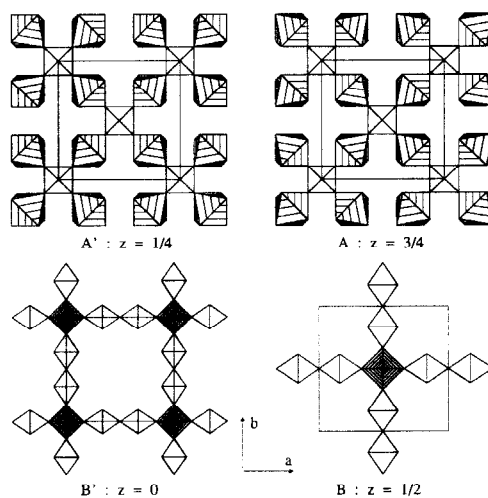 A' : z = 1/4
A : z = 3/4
b
a
B' : z = 0
B : z = 1/2